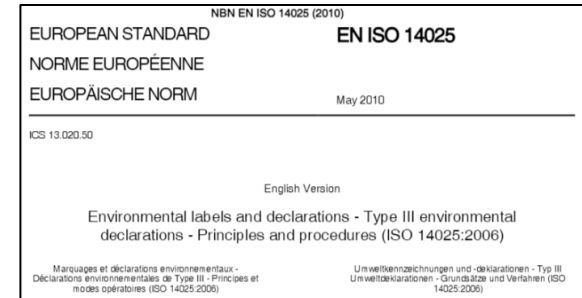 NBN EN ISO 14025 (2010)
EUROPEAN STANDARD
EN ISO 14025
NORME EUROPÉENNE
EUROPÄISCHE NORM
May 2010
ICS 13.020.50
English Version
Environmental labels and declarations - Type III environmental
declarations - Principles and procedures (ISO 14025:2006)
Marquages et déclarations environnementaux -
Déclarations environnementales de Type III - Principes et
modes opératoires (ISO 14025:2006)
Umweltkennzeichnungen und -deklarationen - Typ III
Umweltdeklarationen - Grundsätze und Verfahren (ISO
14025:2006)